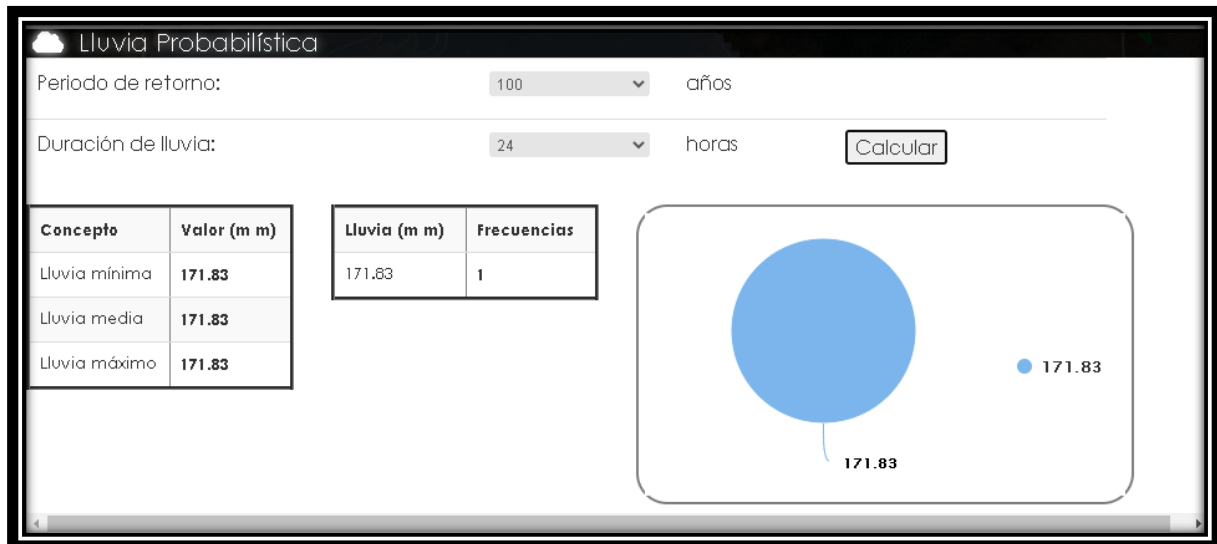 Lluvia Probabilística
Periodo de retorno: 100 años
Duración de lluvia: 24 horas Calcular
Concepto Valor (m m)
Lluvia mínima 171.83
Lluvia media 171.83
Lluvia máximo 171.83
Lluvia (m m) Frecuencias
171.83 1
171.83
171.83